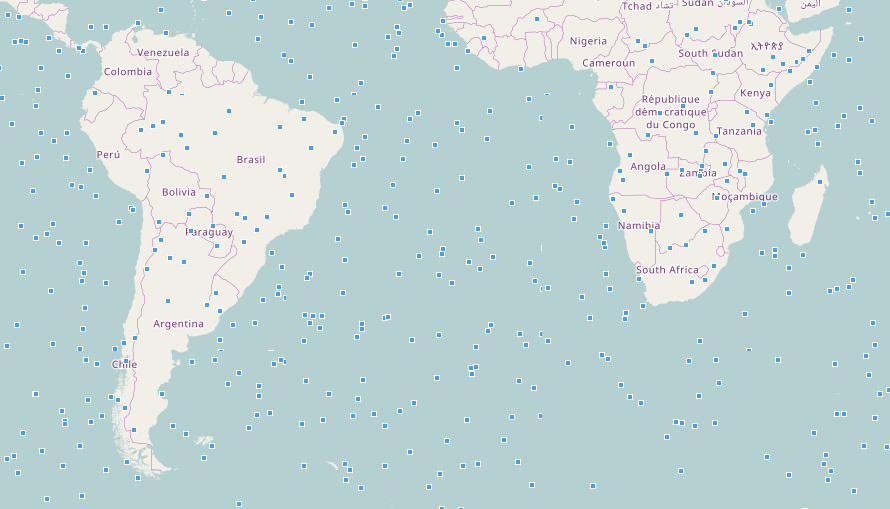 Tchad تشاد
Sudan السودان
اليمن
Venezuela
Colombia
Nigeria
Cameroun
South Sudan
ኢትዮጵያ
Kenya
République
démocratique
du Congo
Tanzania
Perú
Brasil
Bolivia
Angola
Zambia
Moçambique
Paraguay
Namibia
South Africa
Argentina
Chile